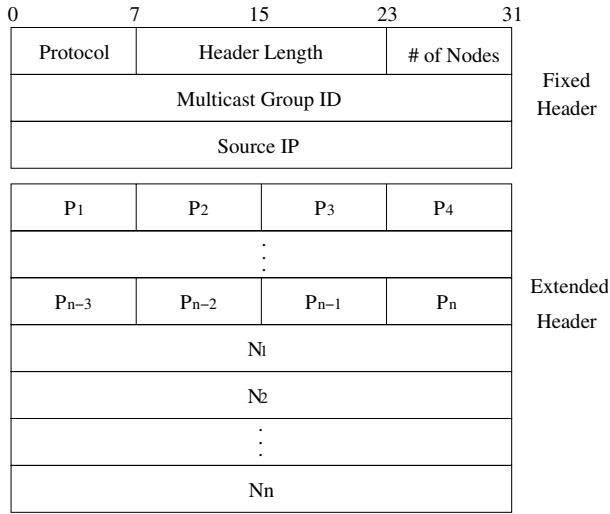 0 7 15 23 31
Protocol Header Length # of Nodes
Multicast Group ID
Source IP
Fixed
Header
P1 P2 P3 P4
⋮
Pn−3 Pn−2 Pn−1 Pn
N1
N2
⋮
Nn
Extended
Header